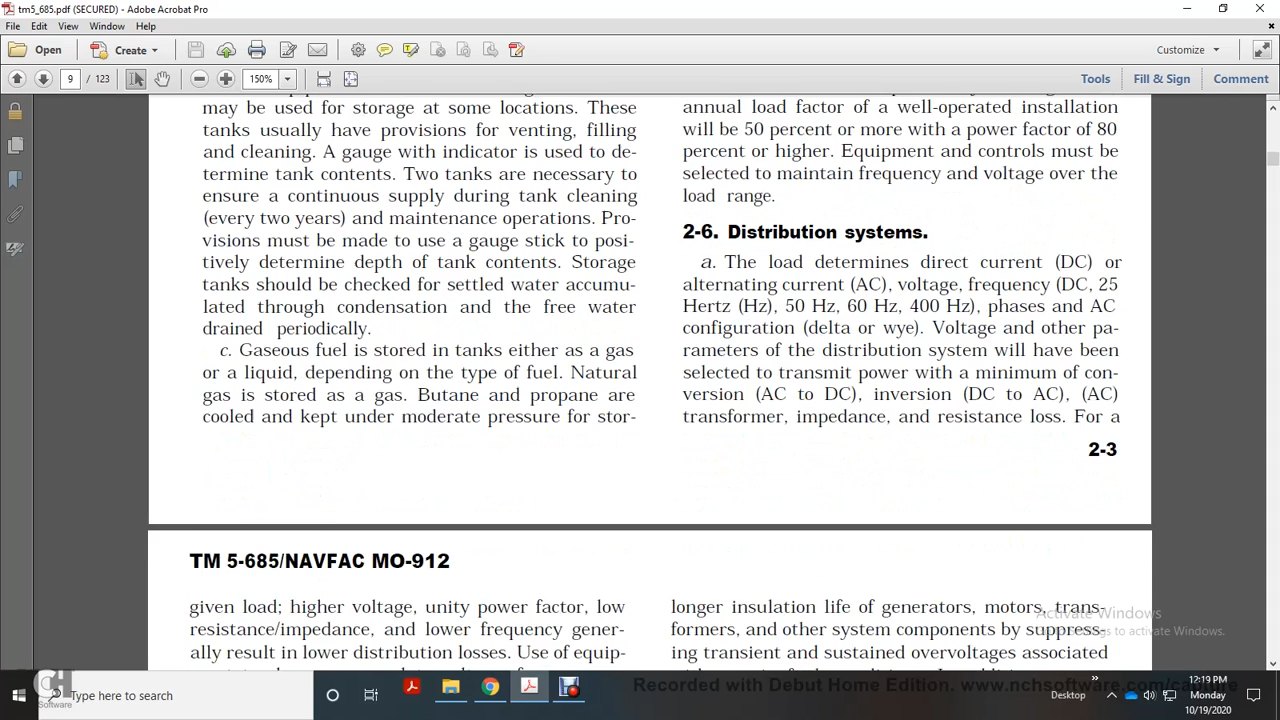 tm5_685.pdf (SECURED) - Adobe Acrobat Pro
File Edit View Window Help
Open Create Customize
9 / 123 150% Tools Fill & Sign Comment
may be used for storage at some locations. These
tanks usually have provisions for venting, filling
and cleaning. A gauge with indicator is used to de-
termine tank contents. Two tanks are necessary to
ensure a continuous supply during tank cleaning
(every two years) and maintenance operations. Pro-
visions must be made to use a gauge stick to posi-
tively determine depth of tank contents. Storage
tanks should be checked for settled water accumu-
lated through condensation and the free water
drained periodically.
c. Gaseous fuel is stored in tanks either as a gas
or a liquid, depending on the type of fuel. Natural
gas is stored as a gas. Butane and propane are
cooled and kept under moderate pressure for stor-
annual load factor of a well-operated installation
will be 50 percent or more with a power factor of 80
percent or higher. Equipment and controls must be
selected to maintain frequency and voltage over the
load range.
2-6. Distribution systems.
a. The load determines direct current (DC) or
alternating current (AC), voltage, frequency (DC, 25
Hertz (Hz), 50 Hz, 60 Hz, 400 Hz), phases and AC
configuration (delta or wye). Voltage and other pa-
rameters of the distribution system will have been
selected to transmit power with a minimum of con-
version (AC to DC), inversion (DC to AC), (AC)
transformer, impedance, and resistance loss. For a
2-3
TM 5-685/NAVFAC MO-912
given load; higher voltage, unity power factor, low
resistance/impedance, and lower frequency gener-
ally result in lower distribution losses. Use of equip-
longer insulation life of generators, motors, trans-
formers, and other system components by suppress-
ing transient and sustained overvoltages associated
Activate Windows
to activate Windows.
Type here to search
Desktop
12:19 PM
Monday
10/19/2020
Software
Recorded with Debut Home Edition. www.nchsoftware.com/capture